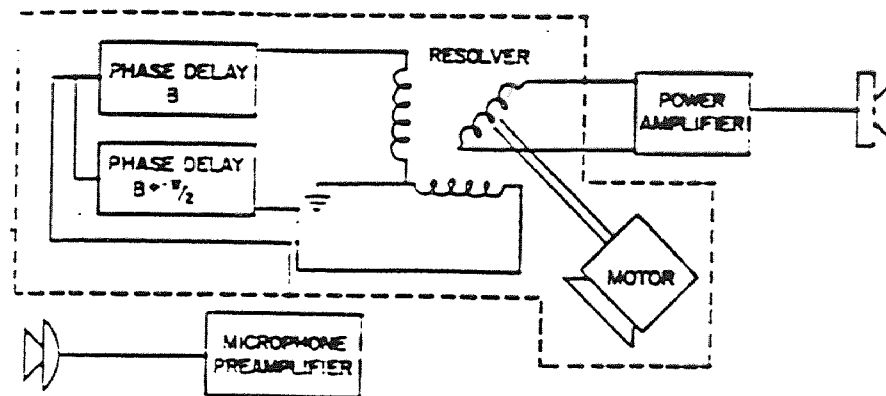 PHASE DELAY
B
RESOLVER
POWER
AMPLIFIER
PHASE DELAY
B + π/2
MOTOR
MICROPHONE
PREAMPLIFIER